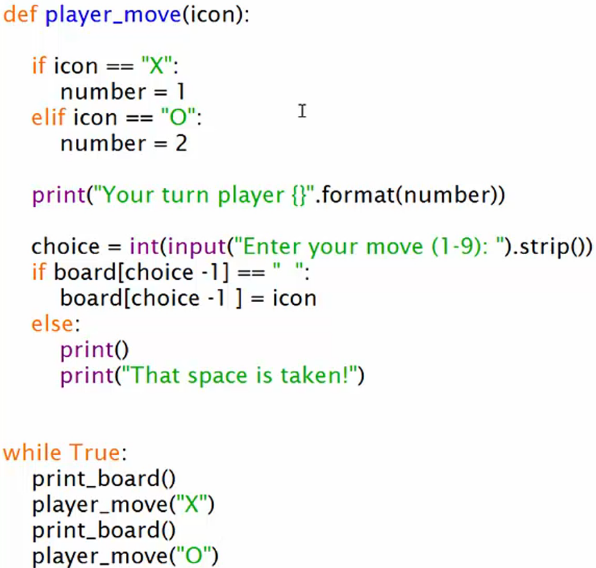 def player_move(icon):
if icon == "X":
number = 1
elif icon == "O":
number = 2
print("Your turn player {}".format(number))
choice = int(input("Enter your move (1-9): ").strip())
if board[choice -1] == "  ":
board[choice -1 ] = icon
else:
print()
print("That space is taken!")
while True:
print_board()
player_move("X")
print_board()
player_move("O")